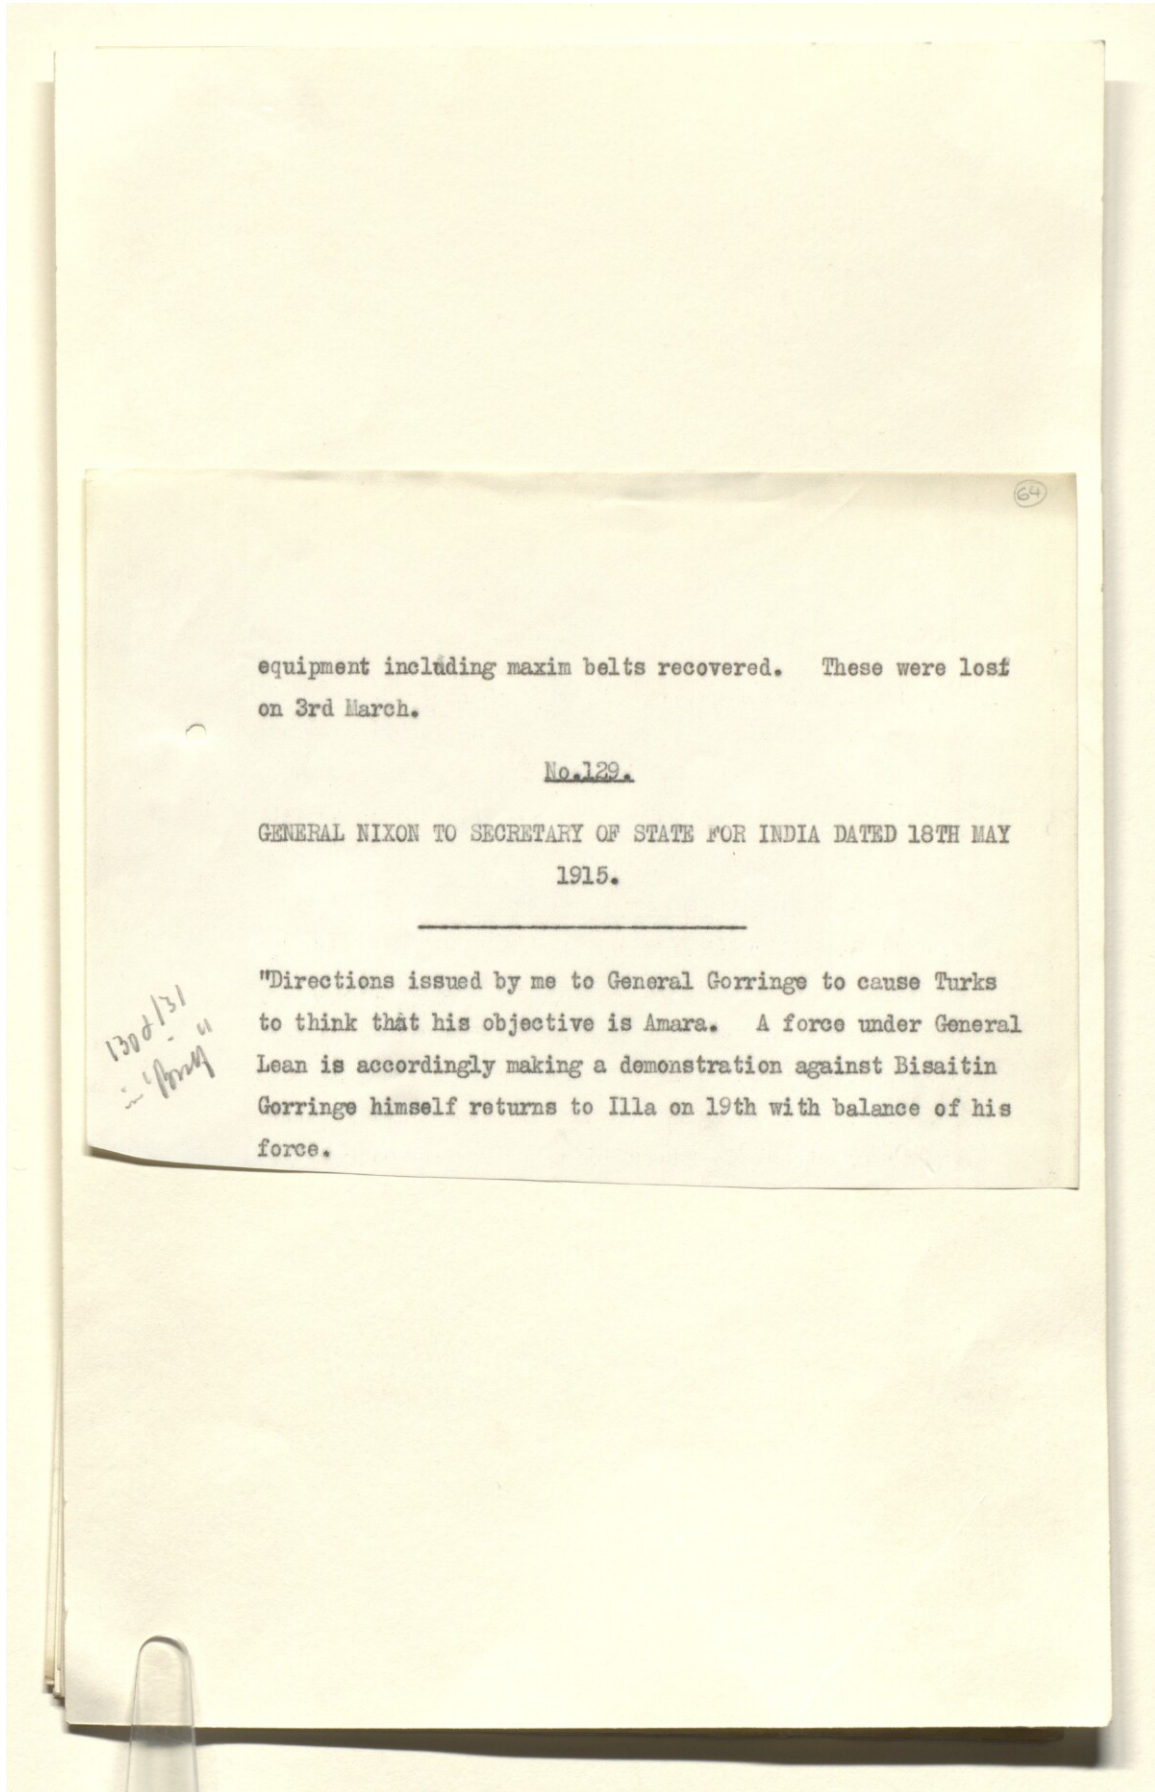 64
equipment including maxim belts recovered. These were lost
on 3rd March.
No.129.
GENERAL NIXON TO SECRETARY OF STATE FOR INDIA DATED 18TH MAY
1915.
"Directions issued by me to General Gorringe to cause Turks
to think that his objective is Amara. A force under General
Lean is accordingly making a demonstration against Bisaitin
Gorringe himself returns to Illa on 19th with balance of his
force.
in